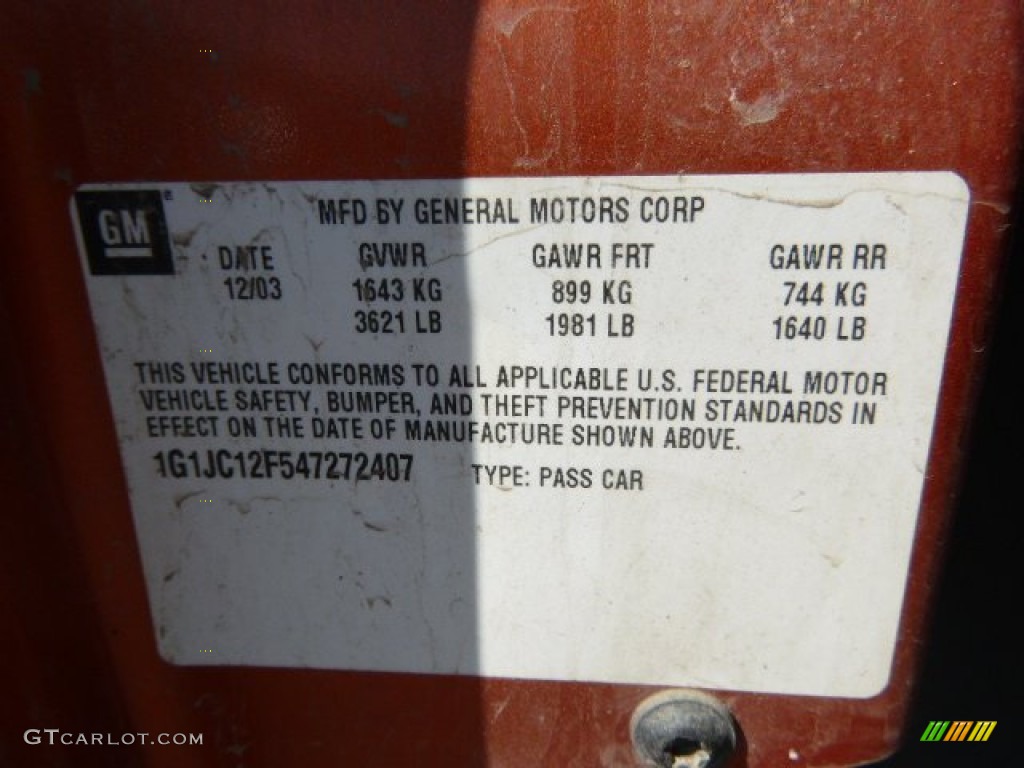 GM
MFD BY GENERAL MOTORS CORP
DATE GVWR GAWR FRT GAWR RR
12/03 1643 KG 899 KG 744 KG
3621 LB 1981 LB 1640 LB
THIS VEHICLE CONFORMS TO ALL APPLICABLE U.S. FEDERAL MOTOR
VEHICLE SAFETY, BUMPER, AND THEFT PREVENTION STANDARDS IN
EFFECT ON THE DATE OF MANUFACTURE SHOWN ABOVE.
1G1JC12F547272407 TYPE: PASS CAR
GTCARLOT.COM